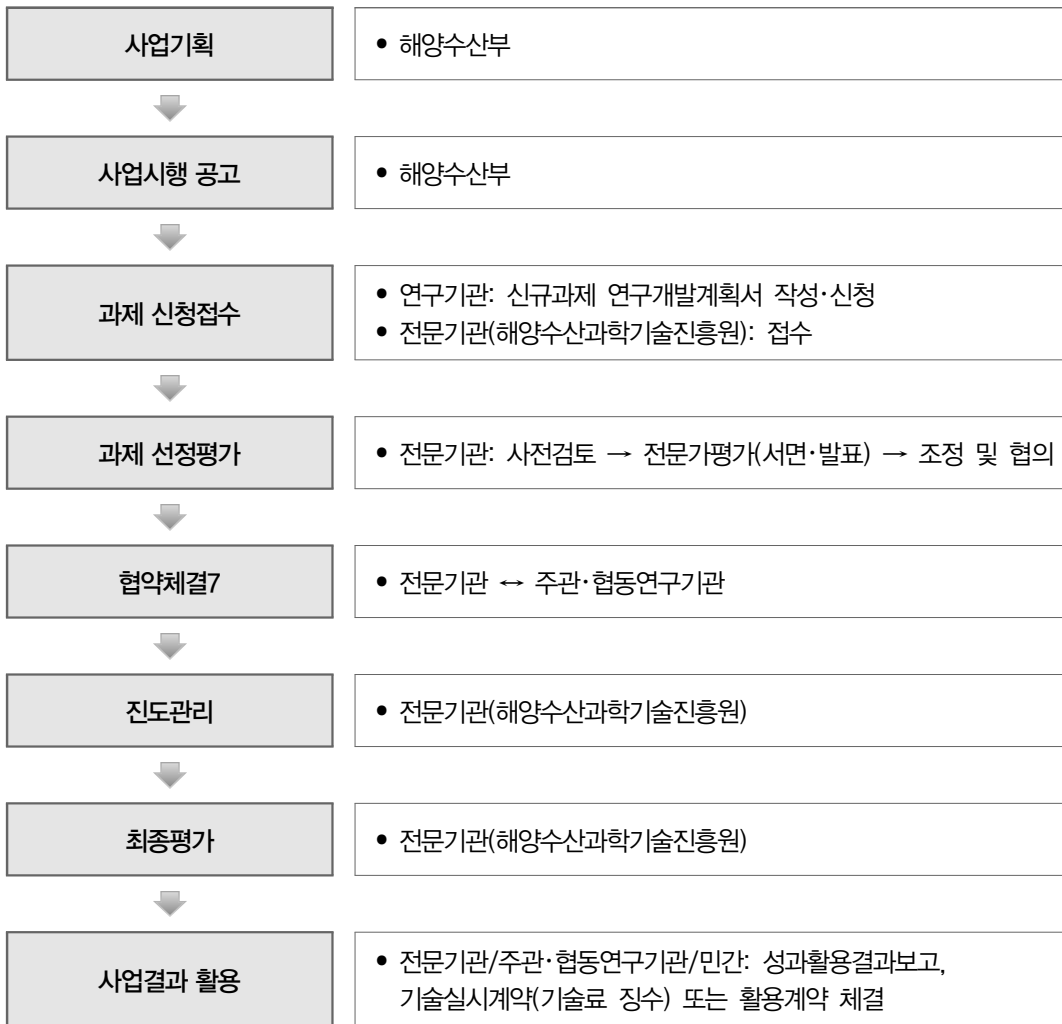 사업기획
• 해양수산부
사업시행 공고
• 해양수산부
과제 신청접수
• 연구기관: 신규과제 연구개발계획서 작성·신청
• 전문기관(해양수산과학기술진흥원): 접수
과제 선정평가
• 전문기관: 사전검토 → 전문가평가(서면·발표) → 조정 및 협의
협약체결7
• 전문기관 ↔ 주관·협동연구기관
진도관리
• 전문기관(해양수산과학기술진흥원)
최종평가
• 전문기관(해양수산과학기술진흥원)
사업결과 활용
• 전문기관/주관·협동연구기관/민간: 성과활용결과보고,
기술실시계약(기술료 징수) 또는 활용계약 체결